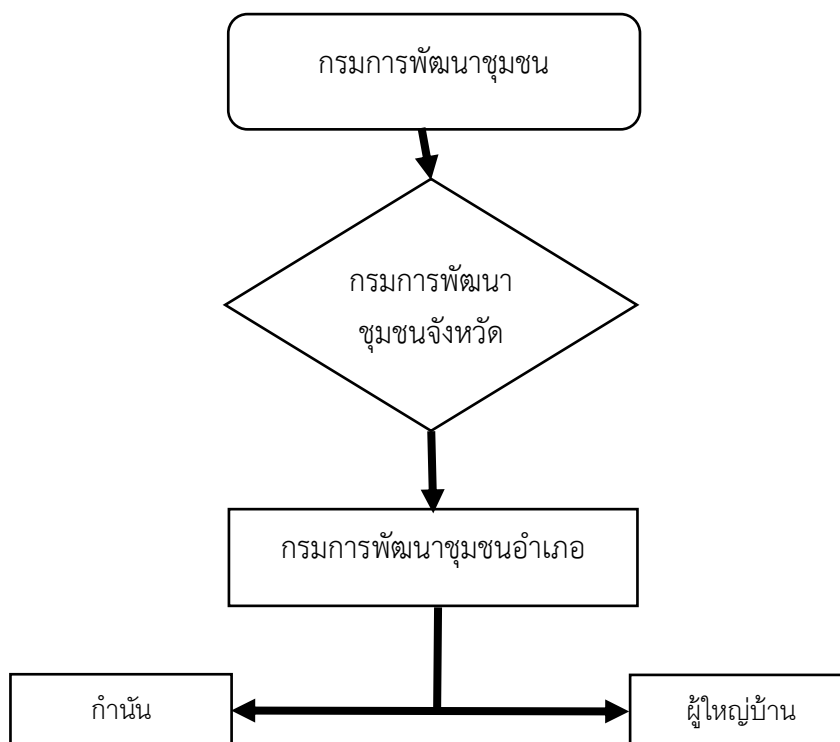 กรมการพัฒนาชุมชน
กรมการพัฒนา
ชุมชนจังหวัด
กรมการพัฒนาชุมชนอำเภอ
กำนัน
ผู้ใหญ่บ้าน